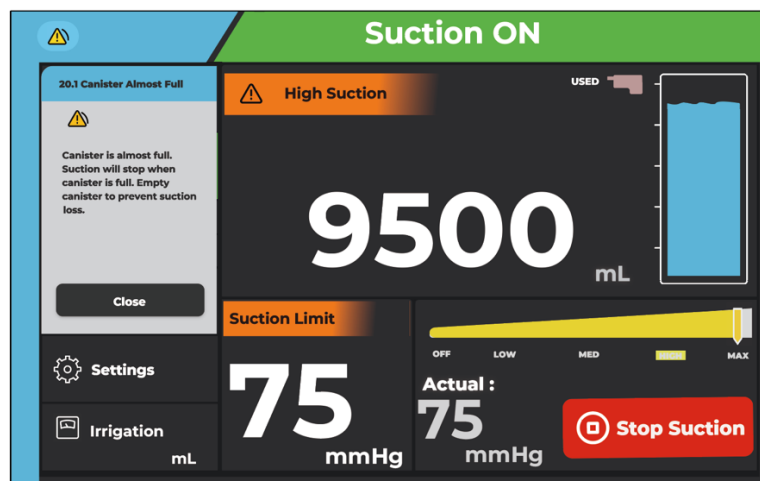 Suction ON
20.1 Canister Almost Full
Canister is almost full.
Suction will stop when
canister is full. Empty
canister to prevent suction
loss.
Close
Settings
Irrigation
mL
High Suction
USED
9500
mL
Suction Limit
75
mmHg
OFF LOW MED HIGH MAX
Actual :
75
mmHg
Stop Suction